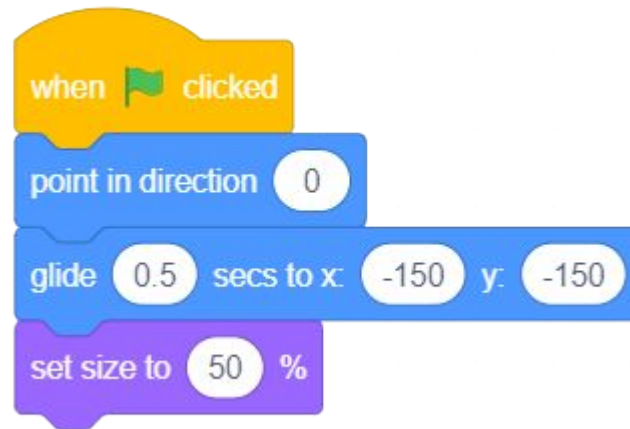 when clicked
point in direction 0
glide 0.5 secs to x: -150 y: -150
set size to 50 %